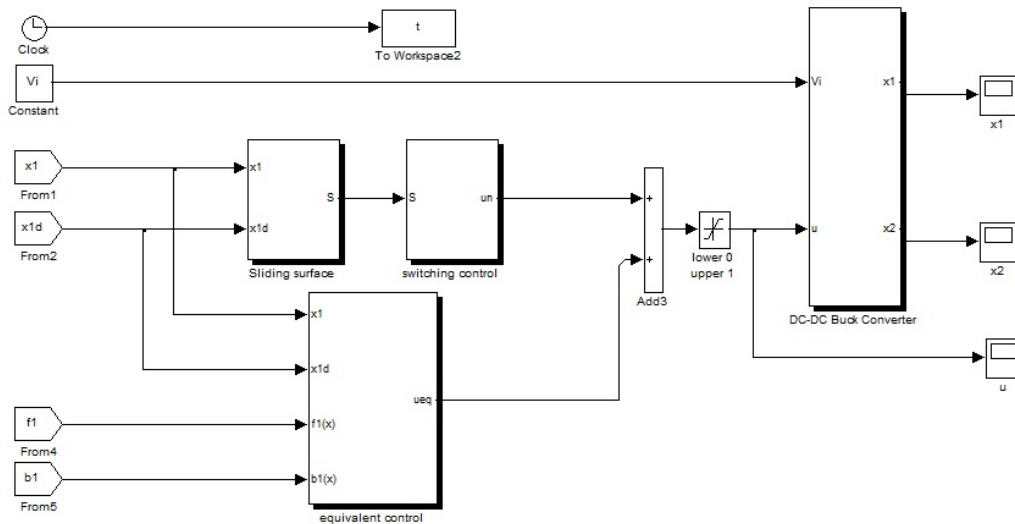 t
Clock
To Workspace2
Vi
Constant
Vi
x1
x1
x1
From1
x1
S
S
un
+
x1d
From2
x1d
u
x2
x2
Sliding surface
switching control
+
lower 0
upper 1
Add3
DC-DC Buck Converter
x1
x1d
u
ueq
f1
From4
f1(x)
b1
From5
b1(x)
equivalent control